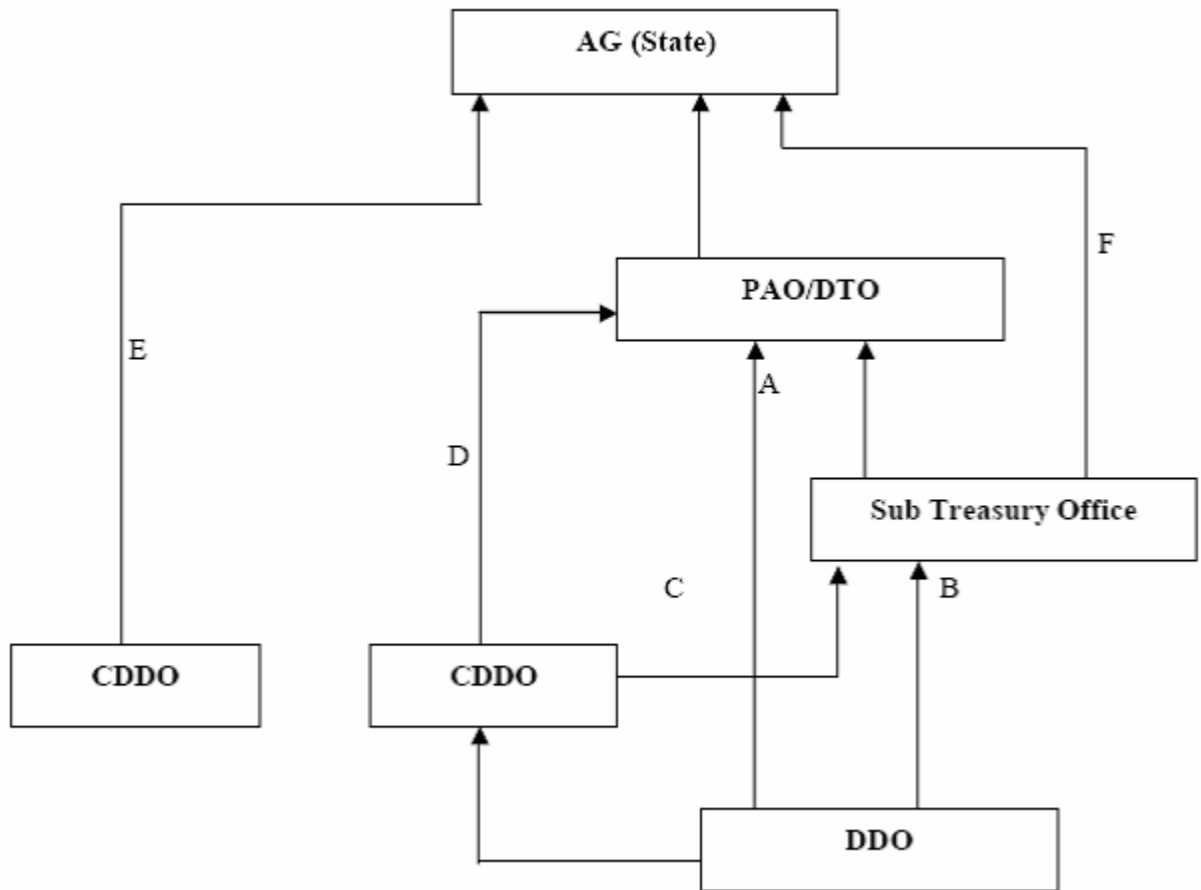 AG (State)
F
PAO/DTO
E
A
D
Sub Treasury Office
C
B
CDDO
CDDO
DDO